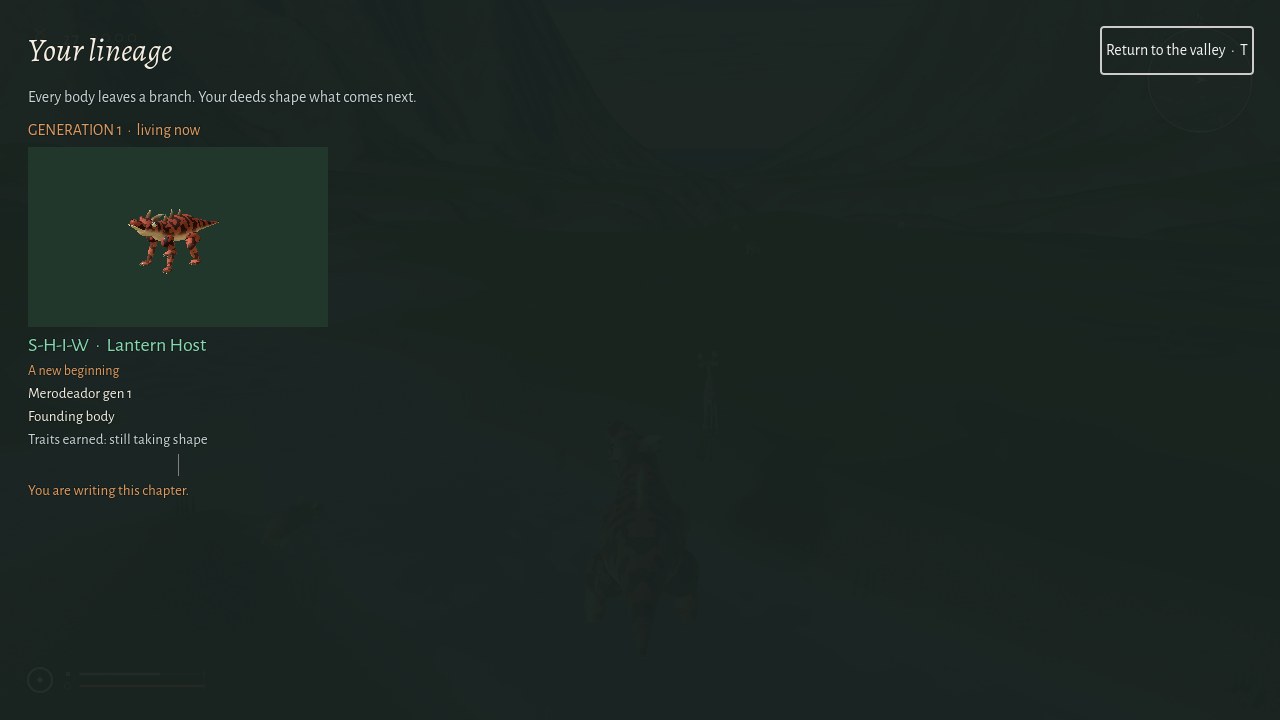 Your lineage
Return to the valley · T
Every body leaves a branch. Your deeds shape what comes next.
GENERATION 1 · living now
S-H-I-W · Lantern Host
A new beginning
Merodeador gen 1
Founding body
Traits earned: still taking shape
You are writing this chapter.